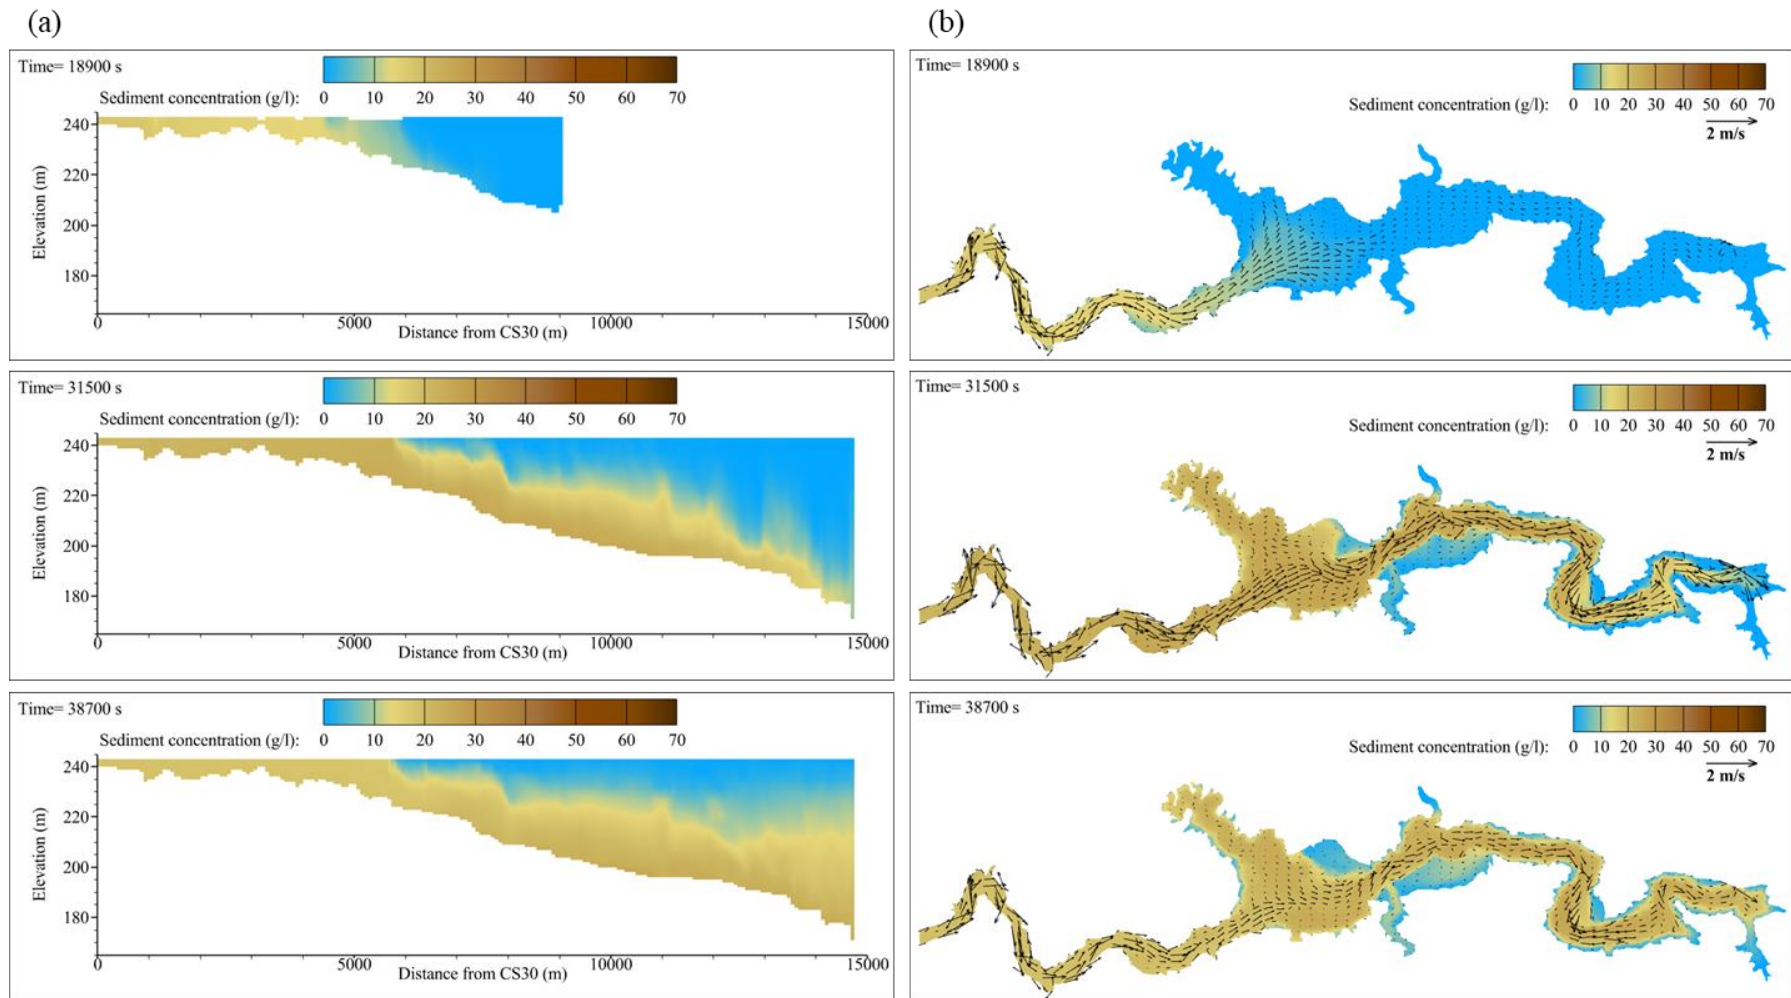 (a)
Time= 18900 s
Sediment concentration (g/l): 0 10 20 30 40 50 60 70
Elevation (m)
240
220
200
180
0 5000 10000 15000
Distance from CS30 (m)
Time= 31500 s
Sediment concentration (g/l): 0 10 20 30 40 50 60 70
Elevation (m)
240
220
200
180
0 5000 10000 15000
Distance from CS30 (m)
Time= 38700 s
Sediment concentration (g/l): 0 10 20 30 40 50 60 70
Elevation (m)
240
220
200
180
0 5000 10000 15000
Distance from CS30 (m)
(b)
Time= 18900 s
Sediment concentration (g/l): 0 10 20 30 40 50 60 70
2 m/s
Time= 31500 s
Sediment concentration (g/l): 0 10 20 30 40 50 60 70
2 m/s
Time= 38700 s
Sediment concentration (g/l): 0 10 20 30 40 50 60 70
2 m/s